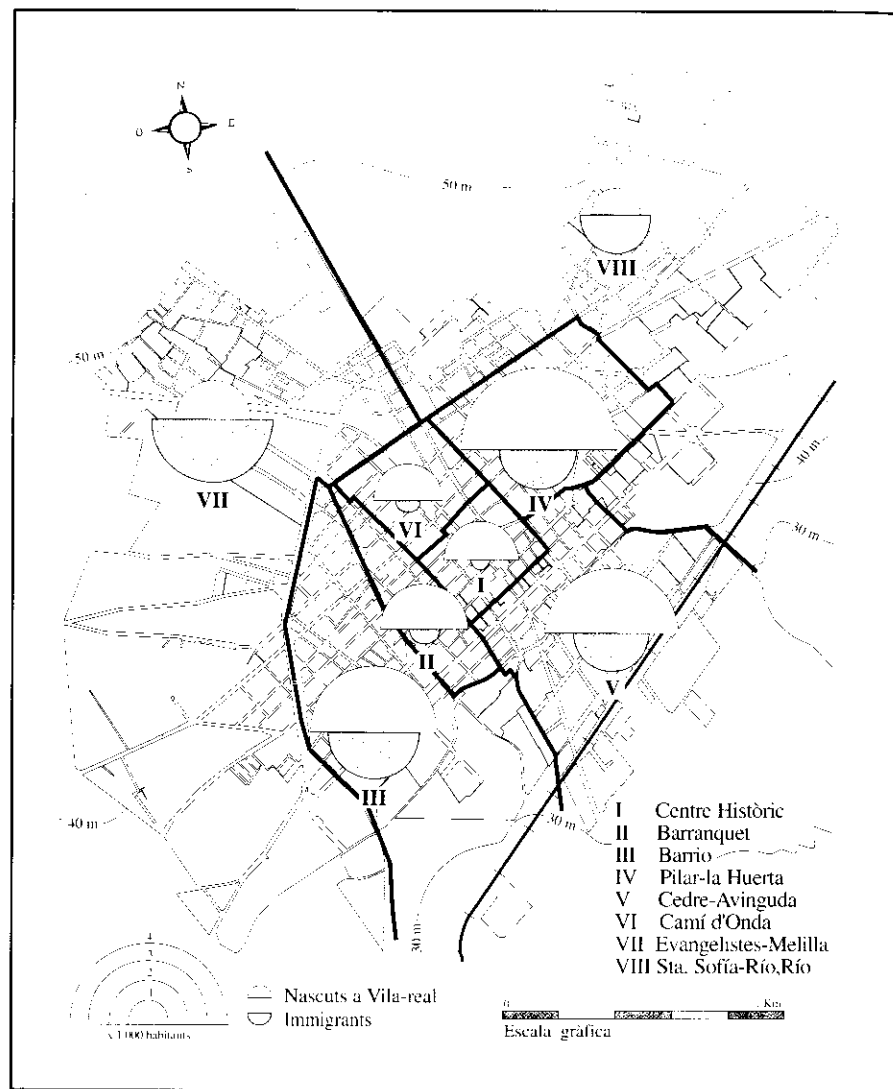 N
O E
S
50 m
VIII
50 m
VII
VI
IV
I
II
V
III
40 m
30 m
40 m
30 m
30 m
I Centre Històric
II Barranquet
III Barrio
IV Pilar-la Huerta
V Cedre-Avinguda
VI Camí d'Onda
VII Evangelistes-Melilla
VIII Sta. Sofía-Río,Río
4
3
2
x 1.000 habitants
Nascuts a Vila-real
Immigrants
0 Km
Escala gràfica